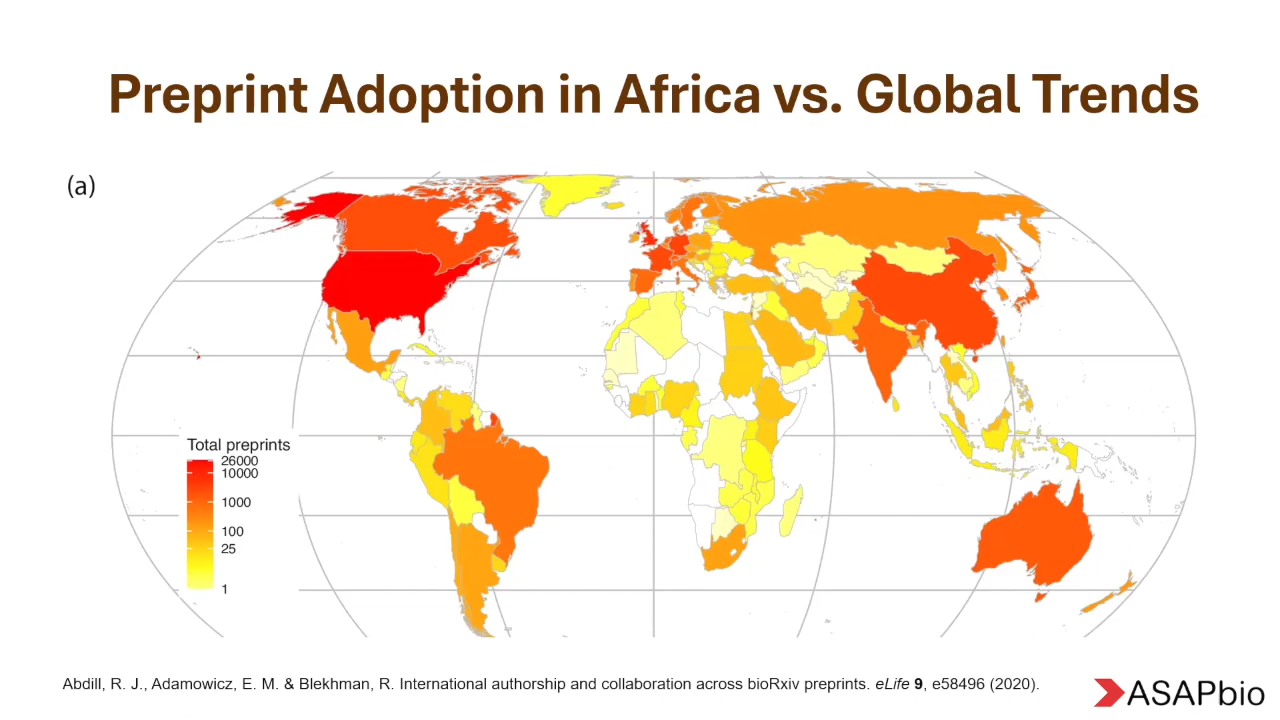 Preprint Adoption in Africa vs. Global Trends
(a)
Total preprints
26000
10000
1000
100
25
1
Abdill, R. J., Adamowicz, E. M. & Blekhman, R. International authorship and collaboration across bioRxiv preprints. eLife 9, e58496 (2020).
ASAPbio